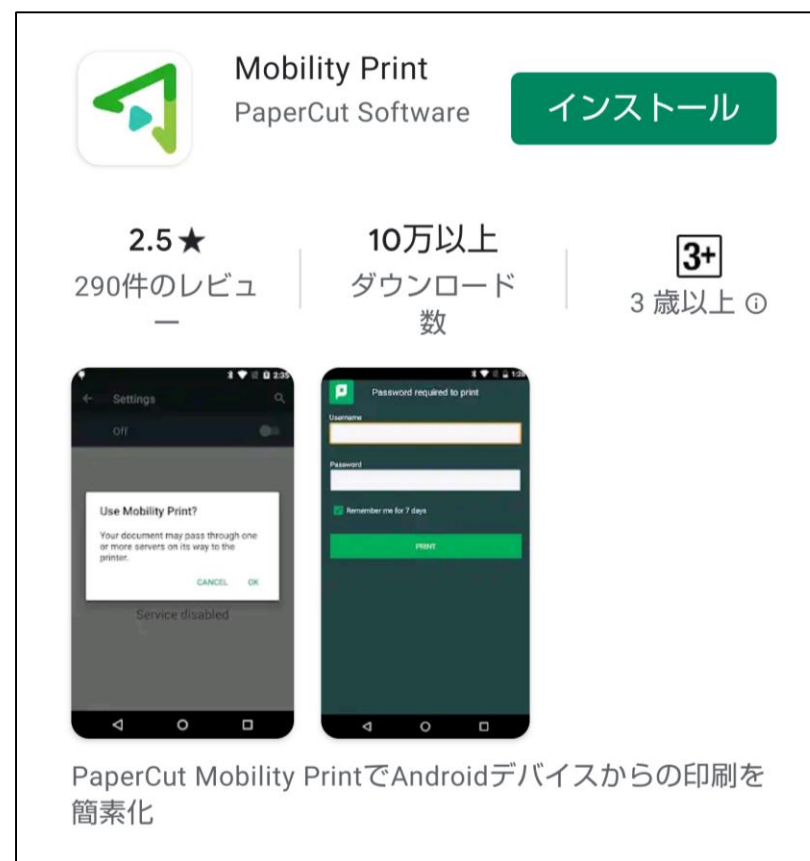 Mobility Print
PaperCut Software
インストール
2.5★
290件のレビュ
ー
10万以上
ダウンロード
数
3+
3 歳以上
2:35
Settings
Off
Use Mobility Print?
Your document may pass through one
or more servers on its way to the
printer.
CANCEL OK
Service disabled
Password required to print
Username
Password
Remember me for 7 days
PRINT
PaperCut Mobility PrintでAndroidデバイスからの印刷を
簡素化